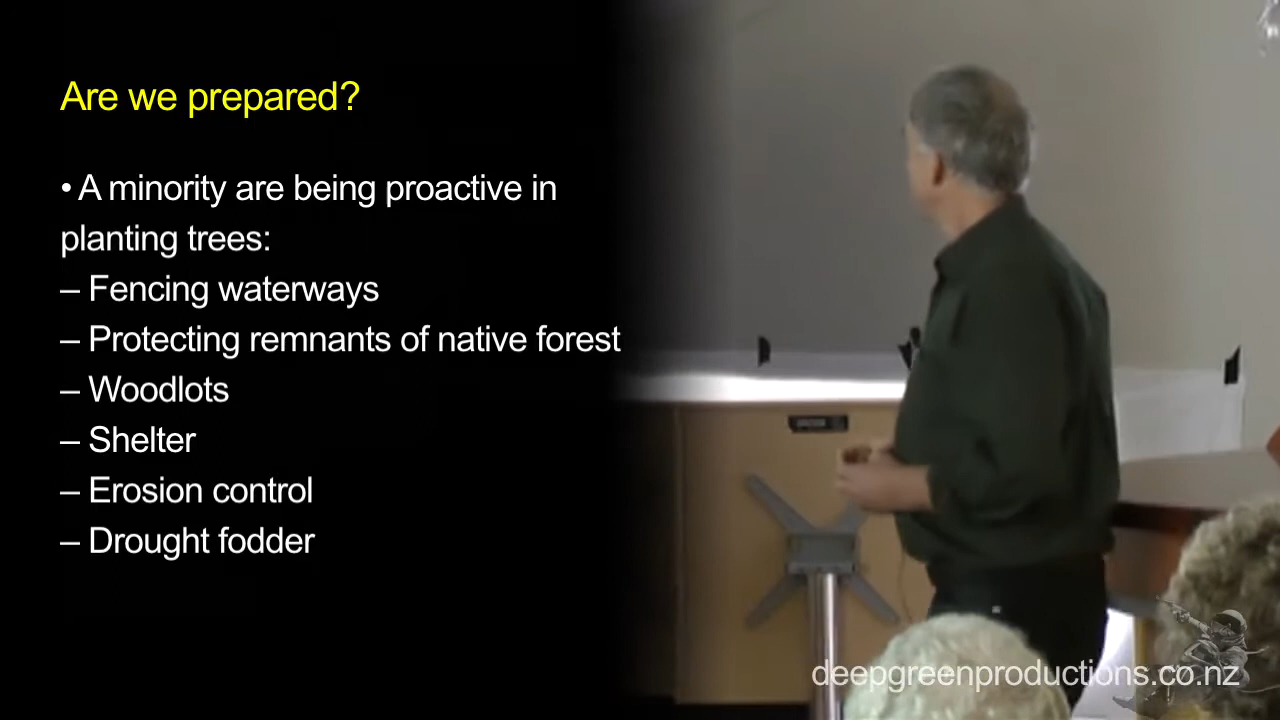 Are we prepared?
• A minority are being proactive in
planting trees:
– Fencing waterways
– Protecting remnants of native forest
– Woodlots
– Shelter
– Erosion control
– Drought fodder
deepgreenproductions.co.nz